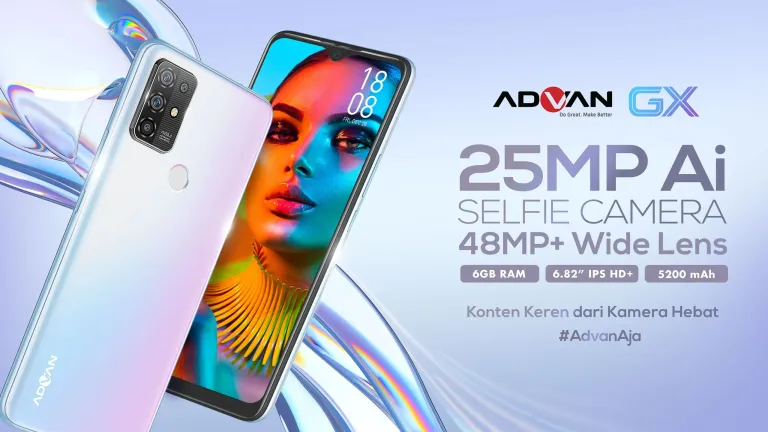 ADVAN GX
Do Great, Make Better
25MP Ai
SELFIE CAMERA
48MP+ Wide Lens
6GB RAM 6.82" IPS HD+ 5200 mAh
Konten Keren dari Kamera Hebat
#AdvanAja
18
08
ADVAN